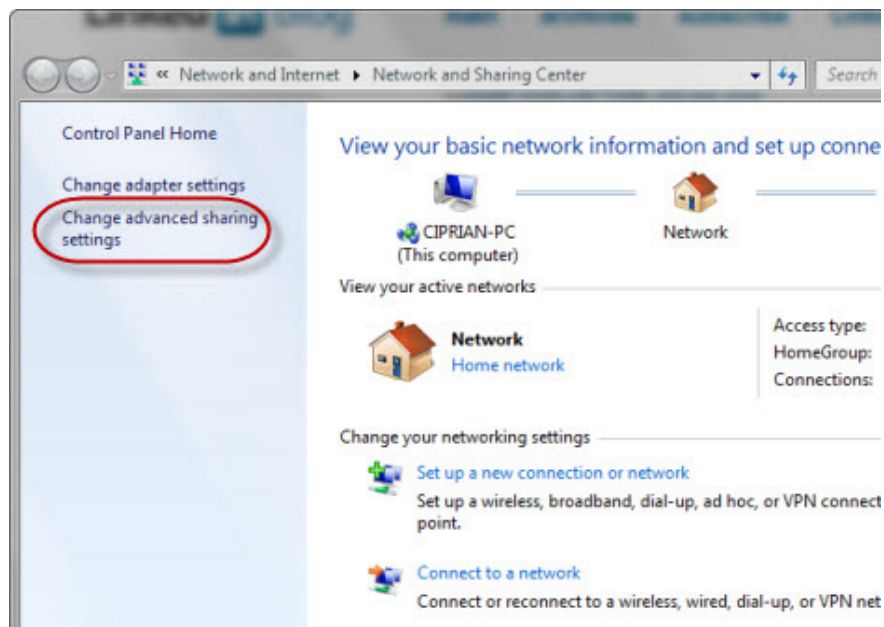 « Network and Internet ▸ Network and Sharing Center
Search
Control Panel Home
Change adapter settings
Change advanced sharing
settings
View your basic network information and set up conne
CIPRIAN-PC
(This computer)
Network
View your active networks
Network
Home network
Access type:
HomeGroup:
Connections:
Change your networking settings
Set up a new connection or network
Set up a wireless, broadband, dial-up, ad hoc, or VPN connect
point.
Connect to a network
Connect or reconnect to a wireless, wired, dial-up, or VPN net